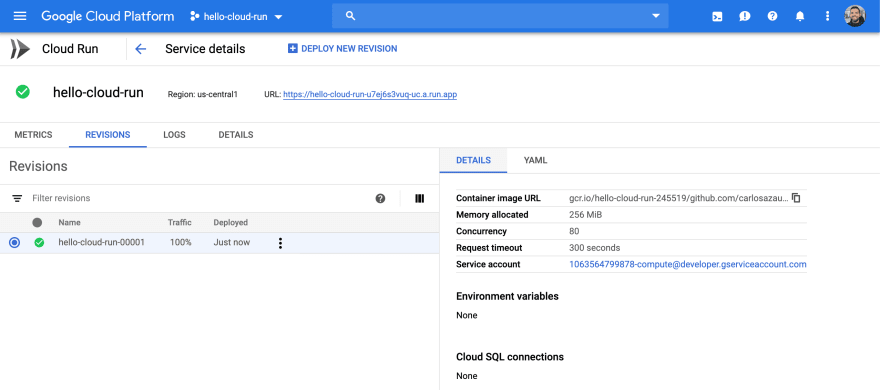 Google Cloud Platform
hello-cloud-run
Cloud Run
Service details
DEPLOY NEW REVISION
hello-cloud-run
Region: us-central1
URL: https://hello-cloud-run-u7ej6s3vuq-uc.a.run.app
METRICS
REVISIONS
LOGS
DETAILS
Revisions
Filter revisions
Name Traffic Deployed
hello-cloud-run-00001 100% Just now
DETAILS
YAML
Container image URL gcr.io/hello-cloud-run-245519/github.com/carlosazau...
Memory allocated 256 MiB
Concurrency 80
Request timeout 300 seconds
Service account 1063564799878-compute@developer.gserviceaccount.com
Environment variables
None
Cloud SQL connections
None